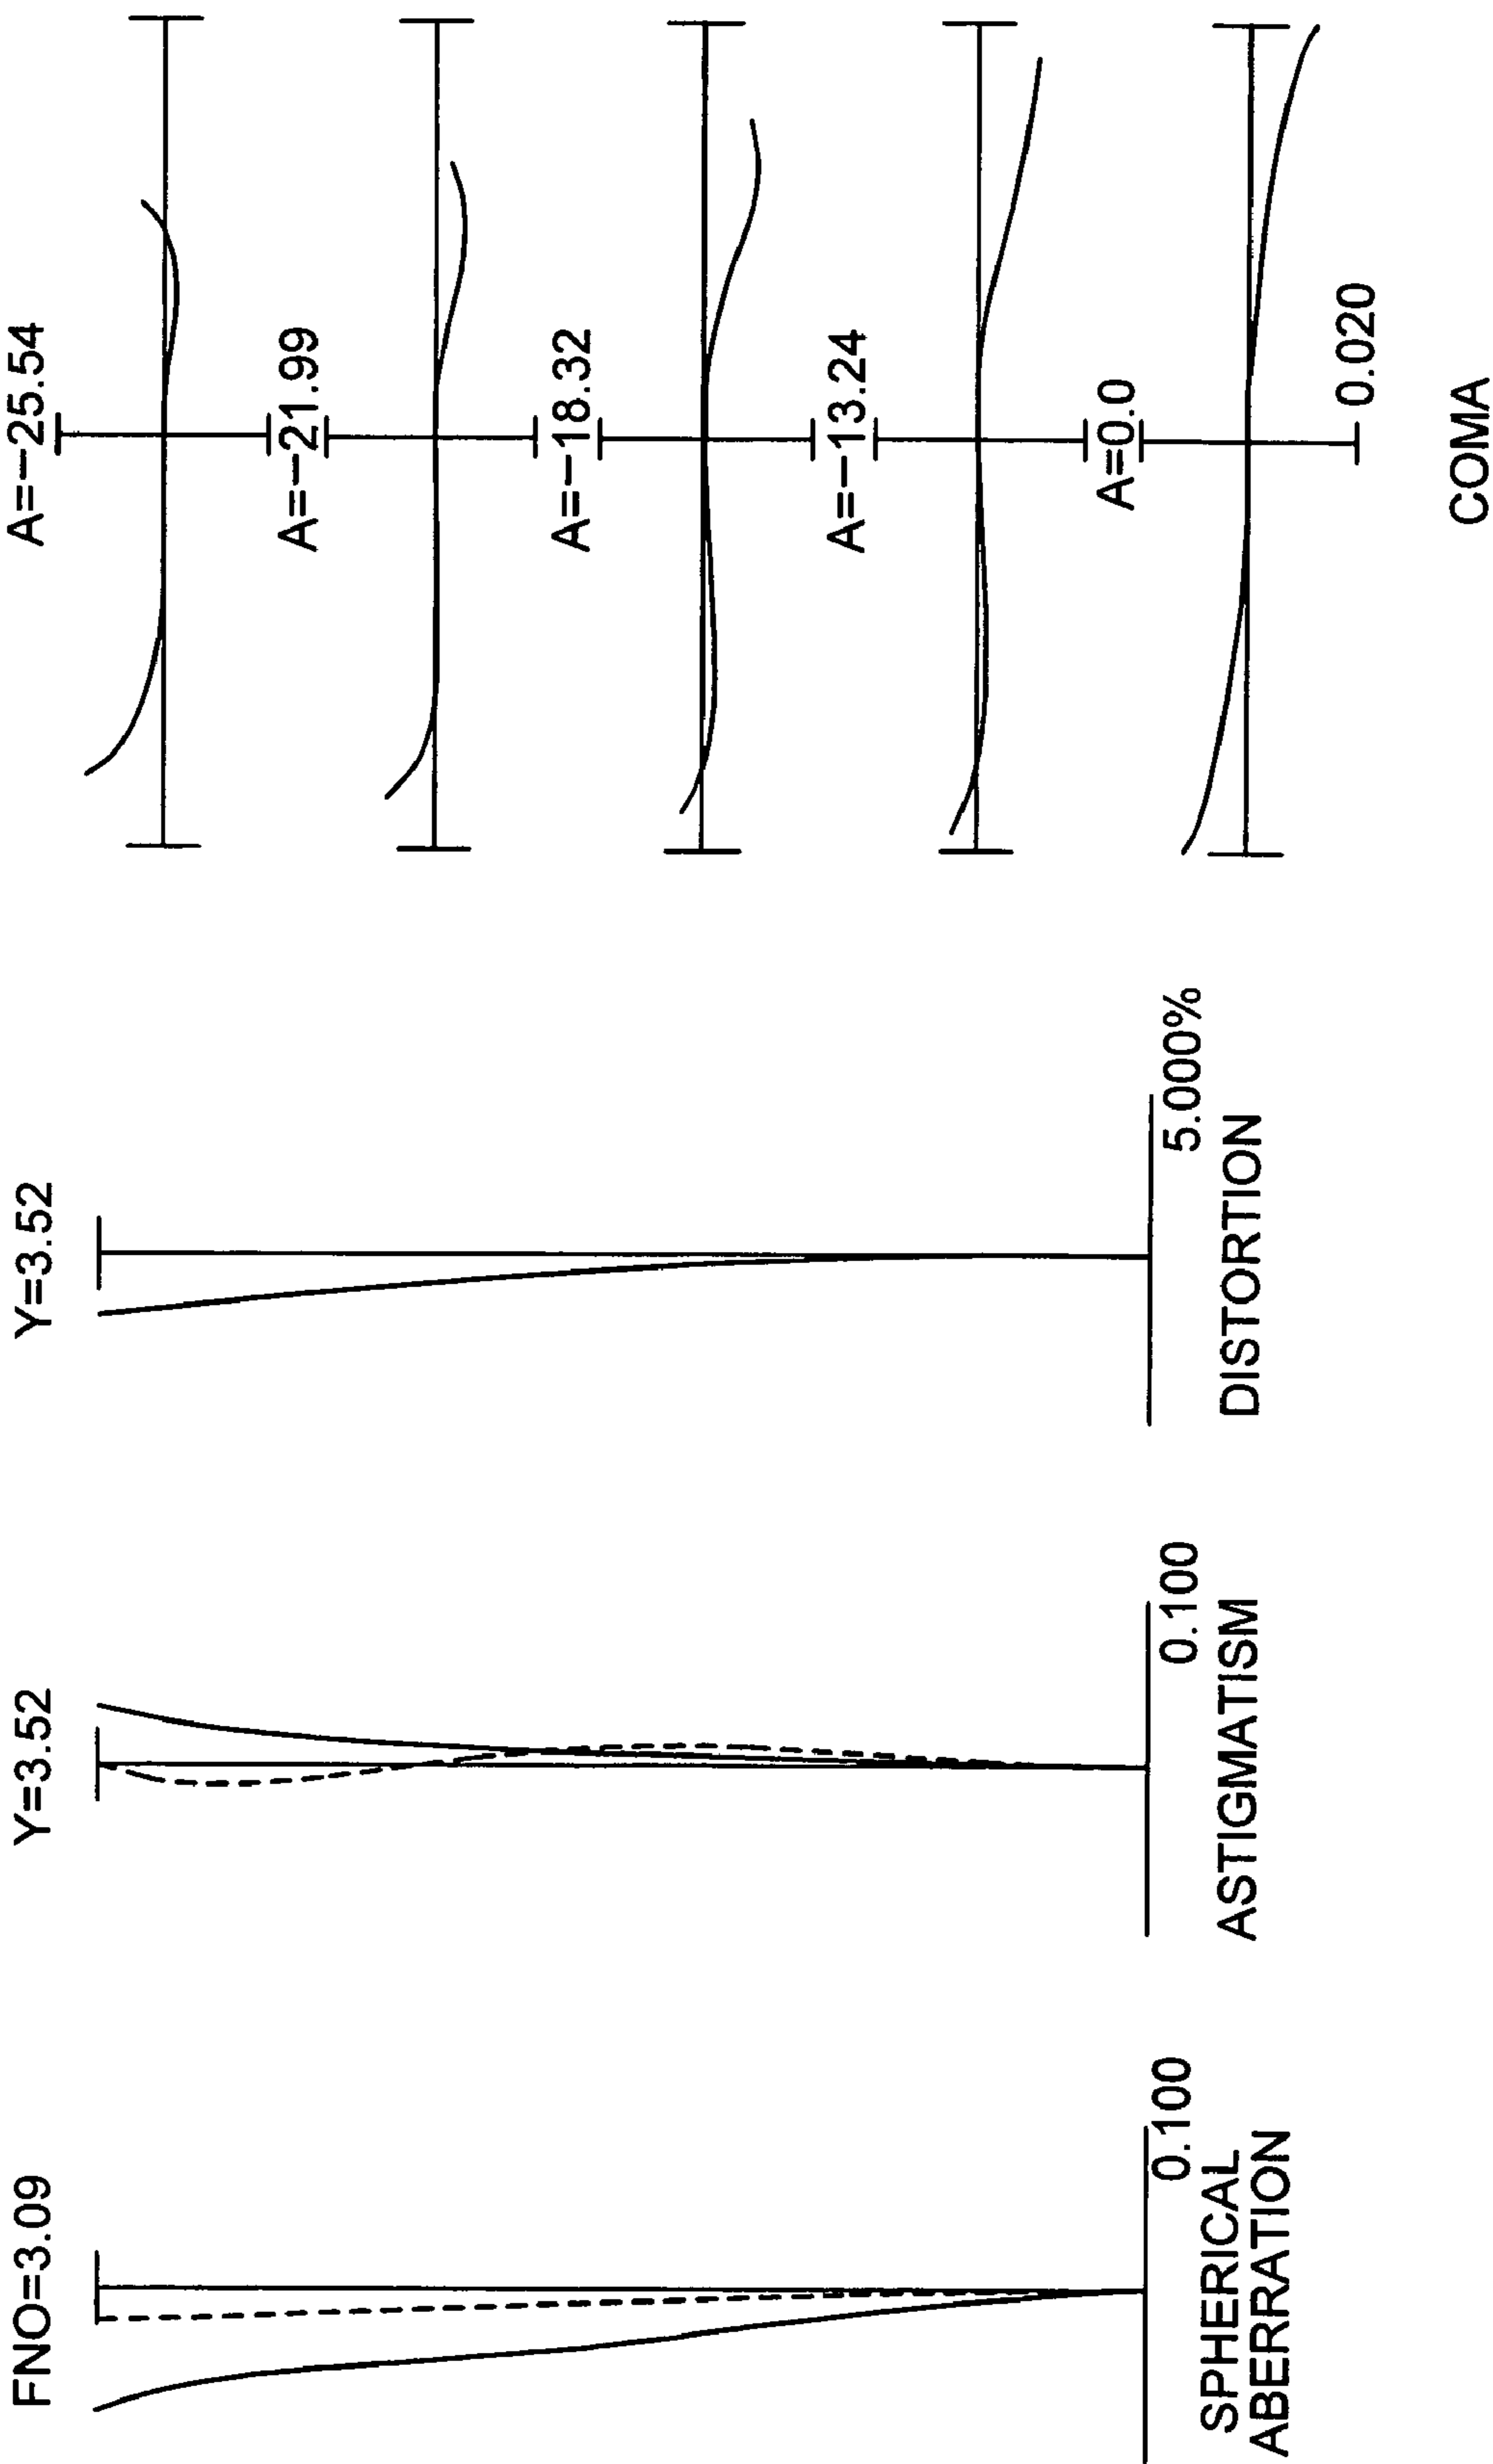 FNO=3.09
0.100
SPHERICAL
ABERRATION
Y=3.52
0.100
ASTIGMATISM
Y=3.52
5.000%
DISTORTION
A=-25.54
A=-21.99
A=-18.32
A=-13.24
A=0.0
0.020
COMA